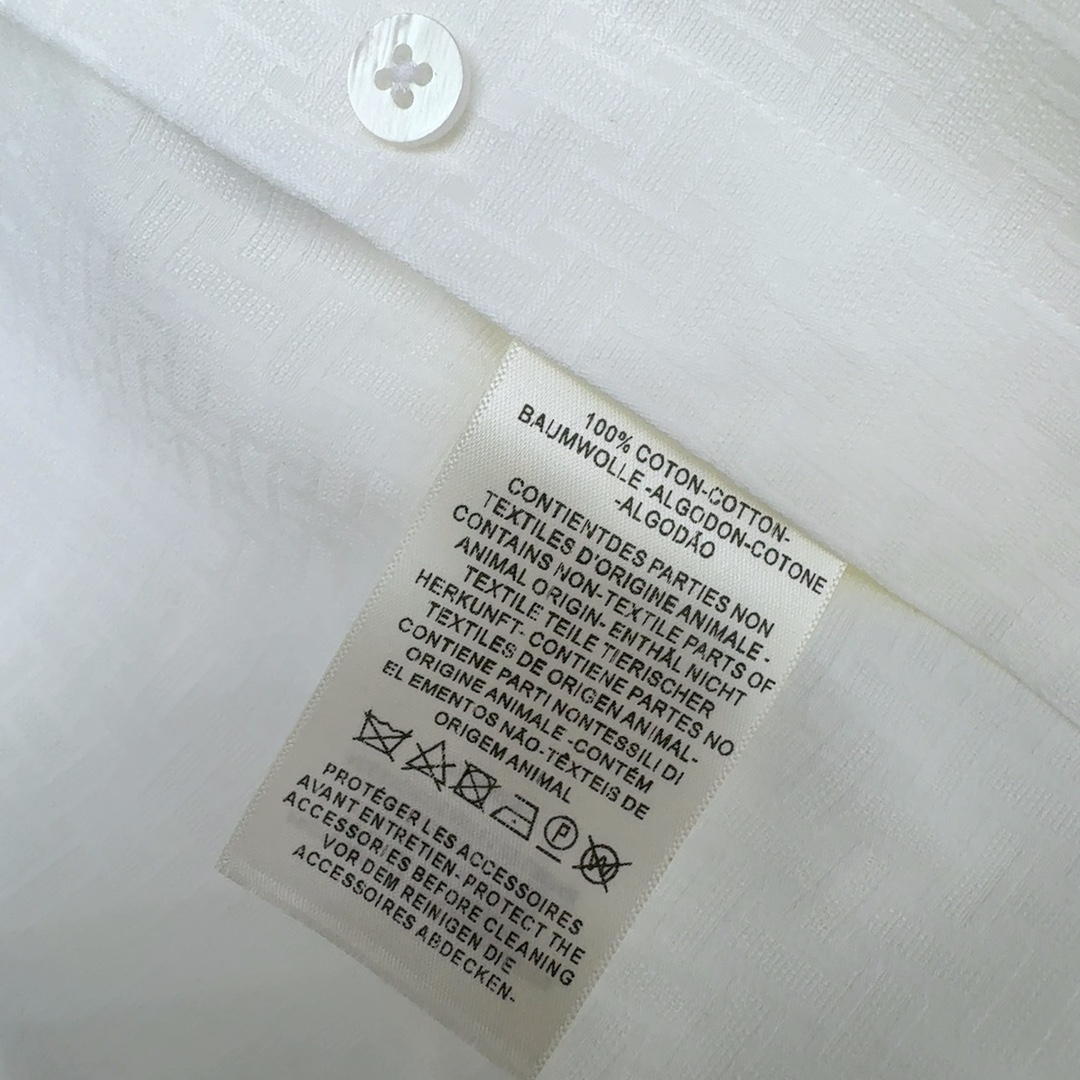 100% COTON-COTTON-
BAUMWOLLE-ALGODON-COTONE
-ALGODÃO
CONTIENTDES PARTIES NON
TEXTILES D'ORIGINE ANIMALE -
CONTAINS NON-TEXTILE PARTS OF
ANIMAL ORIGIN- ENTHÄL NICHT
TEXTILE TEILE TIERISCHER
HERKUNFT- CONTIENE PARTES NO
TEXTILES DE ORIGEN ANIMAL-
CONTIENE PARTI NONTESSILI DI
ORIGINE ANIMALE -CONTÉM
EL EMENTOS NÃO-TÊXTEIS DE
ORIGEM ANIMAL
P W
PROTÉGER LES ACCESSOIRES
AVANT ENTRETIEN- PROTECT THE
ACCESSORIES BEFORE CLEANING
VOR DEM REINIGEN DIE
ACCESSOIRES ABDECKEN-